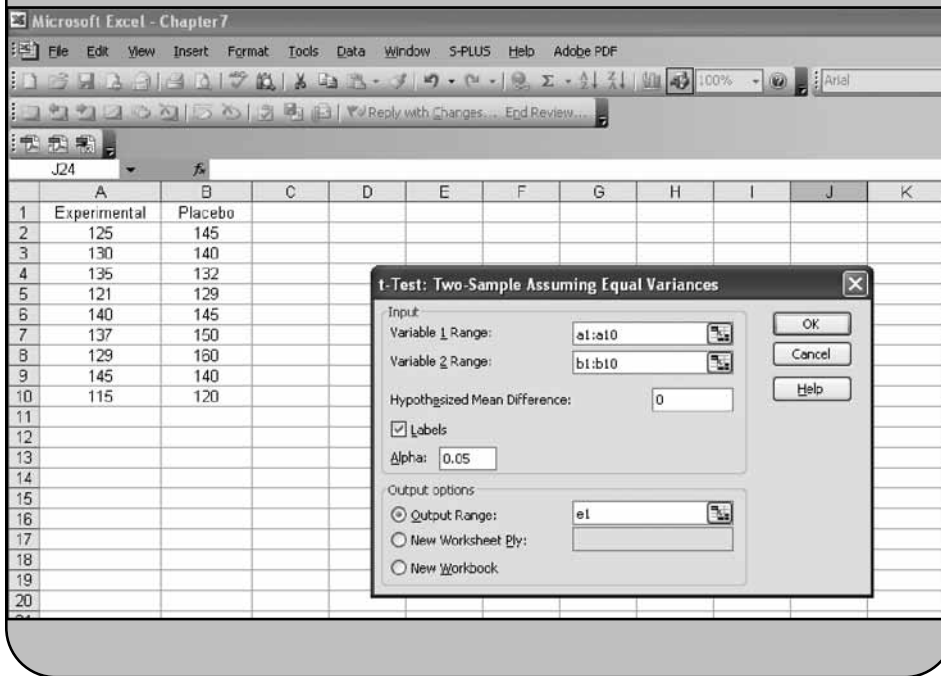 Microsoft Excel - Chapter7
File Edit View Insert Format Tools Data Window S-PLUS Help Adobe PDF
100% Arial
Reply with Changes... End Review...
J24 fx
A B C D E F G H I J K
1 Experimental Placebo
2 125 145
3 130 140
4 135 132
5 121 129
6 140 145
7 137 150
8 129 160
9 145 140
10 115 120
11
12
13
14
15
16
17
18
19
20
t-Test: Two-Sample Assuming Equal Variances
Input
Variable 1 Range: a1:a10
Variable 2 Range: b1:b10
Hypothesized Mean Difference: 0
Labels
Alpha: 0.05
Output options
Output Range: e1
New Worksheet Ply:
New Workbook
OK
Cancel
Help